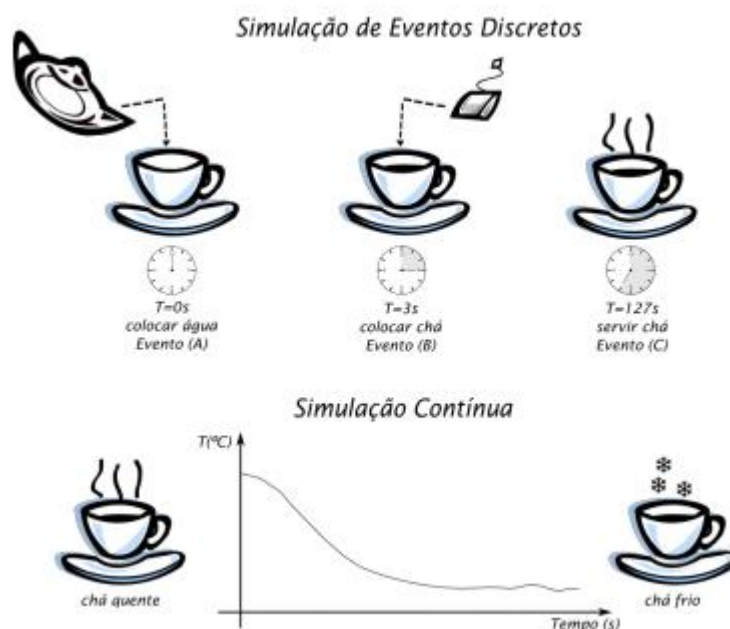 Simulação de Eventos Discretos
T=0s
colocar água
Evento (A)
T=3s
colocar chá
Evento (B)
T=127s
servir chá
Evento (C)
Simulação Contínua
T(ºC)
chá quente
chá frio
Tempo (s)